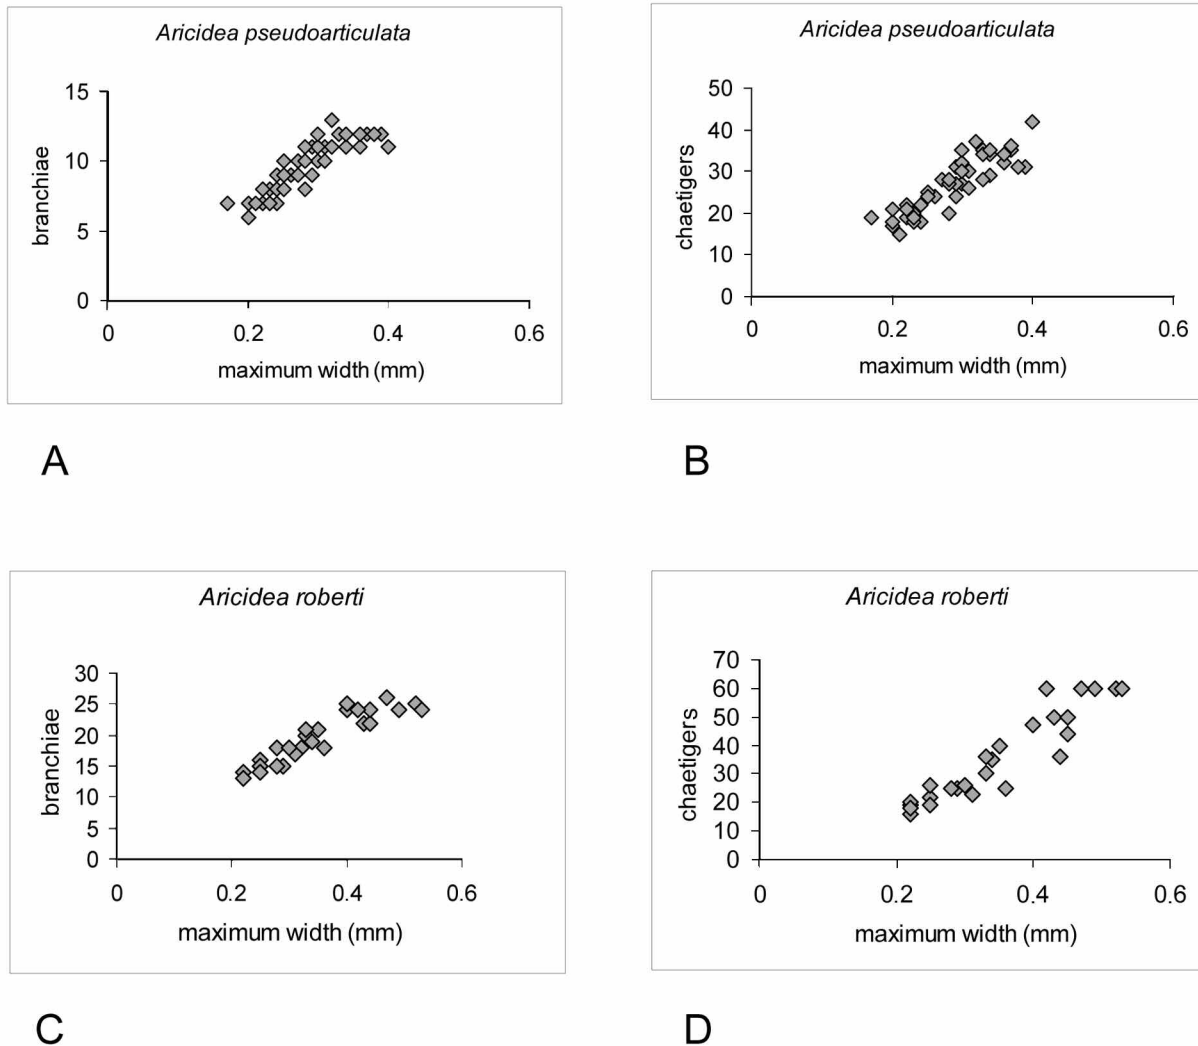 Aricidea pseudoarticulata
15
10
5
0
branchiae
0 0.2 0.4 0.6
maximum width (mm)
A
Aricidea pseudoarticulata
50
40
30
20
10
0
chaetigers
0 0.2 0.4 0.6
maximum width (mm)
B
Aricidea roberti
30
25
20
15
10
5
0
branchiae
0 0.2 0.4 0.6
maximum width (mm)
C
Aricidea roberti
70
60
50
40
30
20
10
0
chaetigers
0 0.2 0.4 0.6
maximum width (mm)
D